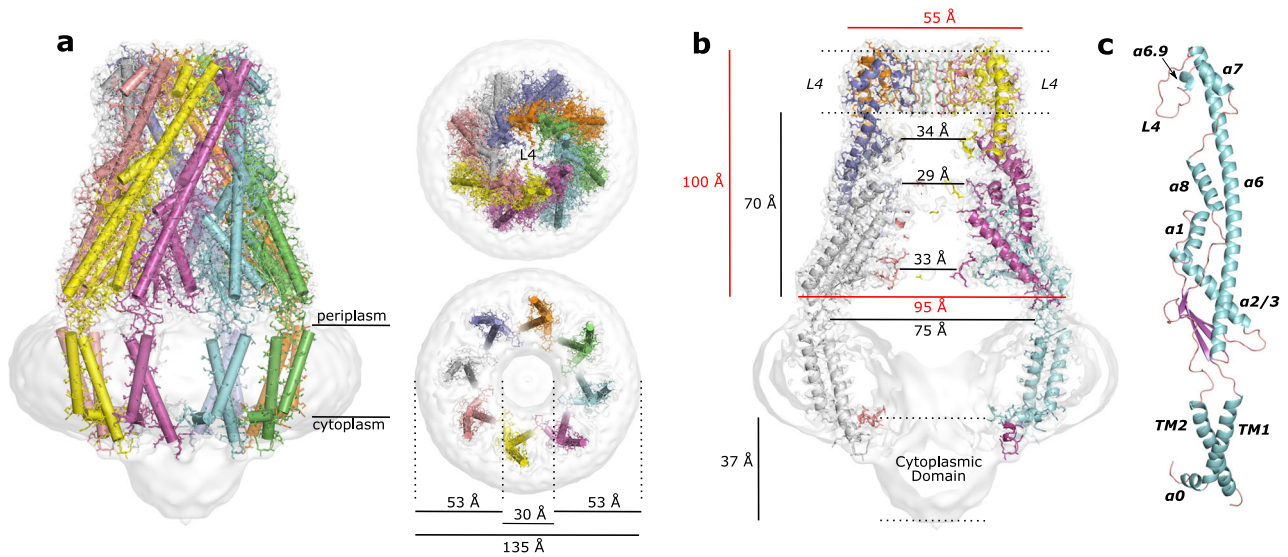 a
L4
periplasm
cytoplasm
53 Å
53 Å
30 Å
135 Å
b
55 Å
L4
L4
34 Å
100 Å
29 Å
70 Å
33 Å
95 Å
75 Å
37 Å
Cytoplasmic
Domain
c
a6.9
a7
L4
a8
a6
a1
a2/3
TM2
TM1
a0